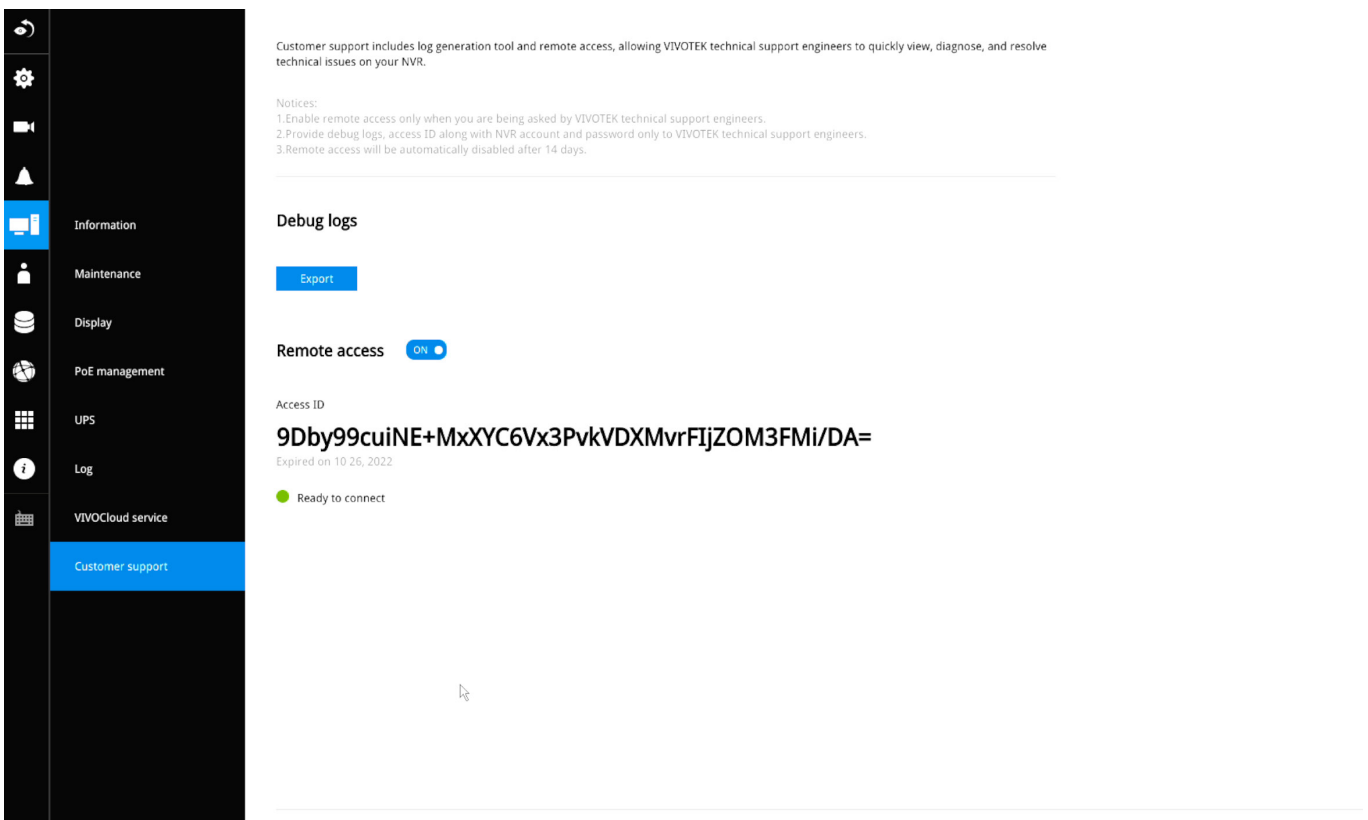 Customer support includes log generation tool and remote access, allowing VIVOTEK technical support engineers to quickly view, diagnose, and resolve
technical issues on your NVR.
Notices:
1.Enable remote access only when you are being asked by VIVOTEK technical support engineers.
2.Provide debug logs, access ID along with NVR account and password only to VIVOTEK technical support engineers.
3.Remote access will be automatically disabled after 14 days.
Information
Maintenance
Display
PoE management
UPS
Log
VIVOCloud service
Customer support
Debug logs
Export
Remote access ON
Access ID
9Dby99cuiNE+MxXYC6Vx3PvkVDXMvrFIjZOM3FMi/DA=
Expired on 10 26, 2022
Ready to connect